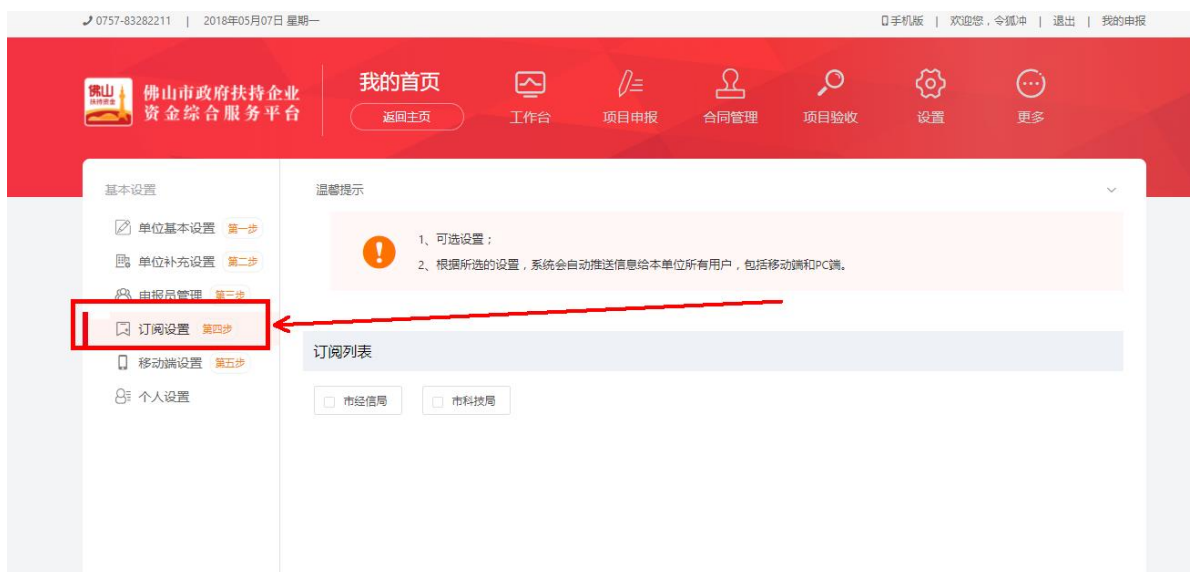 0757-83282211 | 2018年05月07日 星期一
手机版 | 欢迎您，令狐冲 | 退出 | 我的申报
佛山
扶持资金
佛山市政府扶持企业
资金综合服务平台
我的首页
返回主页
工作台
项目申报
合同管理
项目验收
设置
更多
基本设置
单位基本设置 第一步
单位补充设置 第二步
申报员管理 第三步
订阅设置 第四步
移动端设置 第五步
个人设置
温馨提示
1、可选设置；
2、根据所选的设置，系统会自动推送信息给本单位所有用户，包括移动端和PC端。
订阅列表
市经信局 市科技局